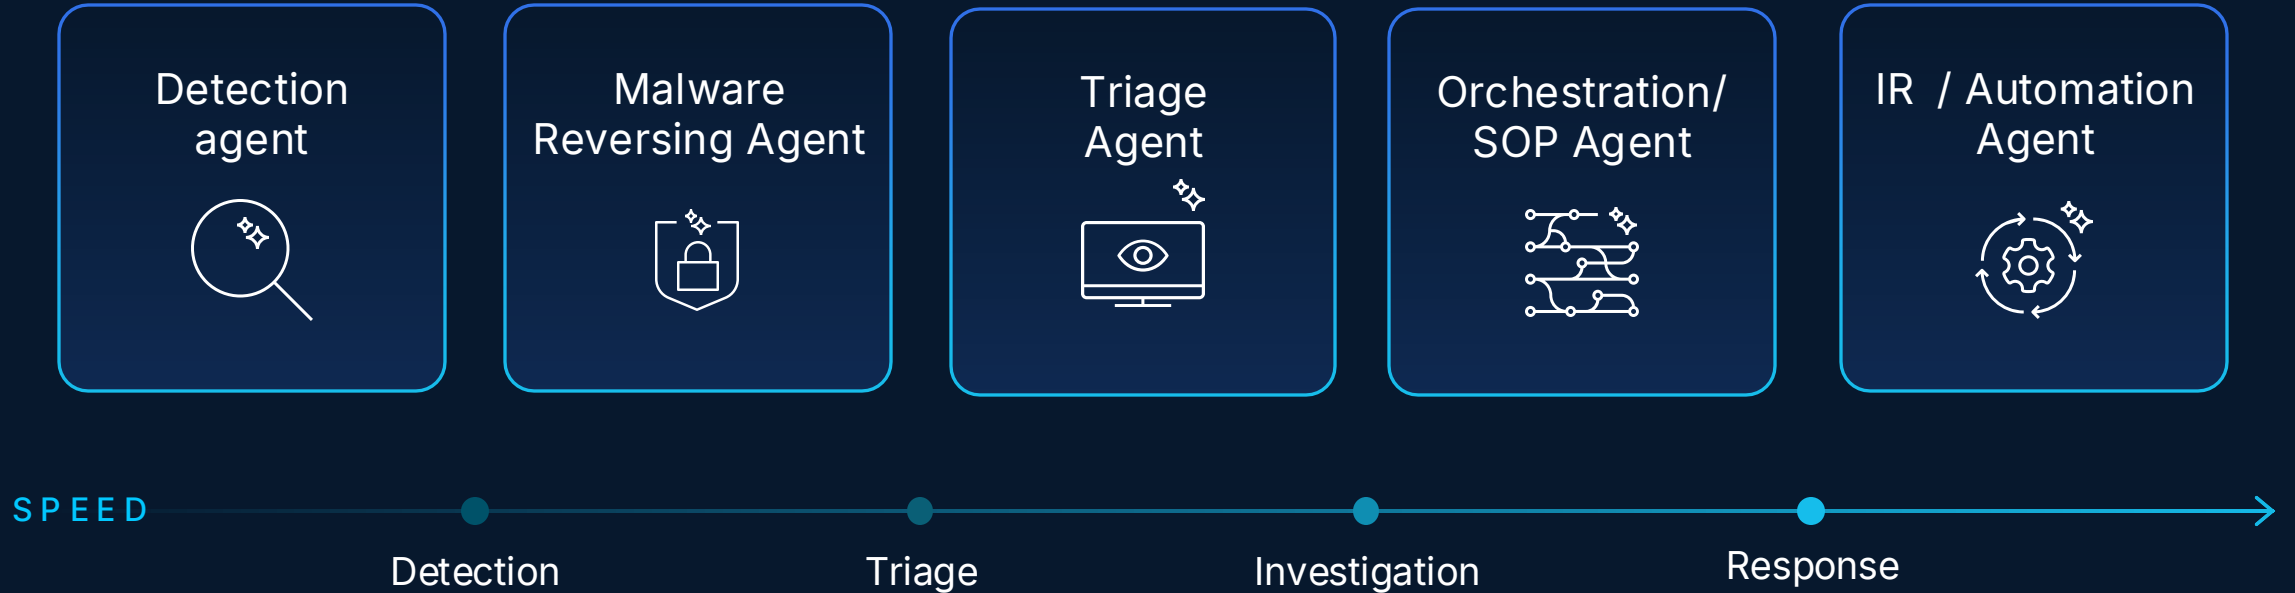 Detection
agent
Malware
Reversing Agent
Triage
Agent
Orchestration/
SOP Agent
IR / Automation
Agent
SPEED
Detection
Triage
Investigation
Response